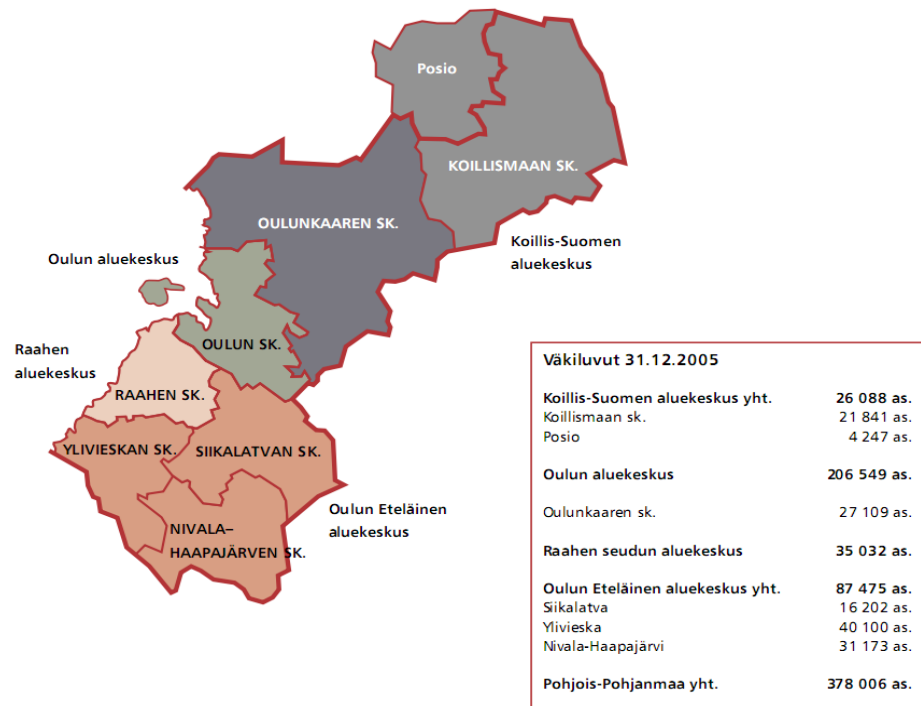 Posio
KOILLISMAAN SK.
OULUNKAAREN SK.
Koillis-Suomen
aluekeskus
Oulun aluekeskus
OULUN SK.
Raahen
aluekeskus
RAAHEN SK.
YLIVIESKAN SK.
SIIKALATVAN SK.
Oulun Eteläinen
aluekeskus
NIVALA–
HAAPAJÄRVEN SK.
Väkiluvut 31.12.2005
Koillis-Suomen aluekeskus yht. 26 088 as.
Koillismaan sk. 21 841 as.
Posio 4 247 as.
Oulun aluekeskus 206 549 as.
Oulunkaaren sk. 27 109 as.
Raahen seudun aluekeskus 35 032 as.
Oulun Eteläinen aluekeskus yht. 87 475 as.
Siikalatva 16 202 as.
Ylivieska 40 100 as.
Nivala-Haapajärvi 31 173 as.
Pohjois-Pohjanmaa yht. 378 006 as.